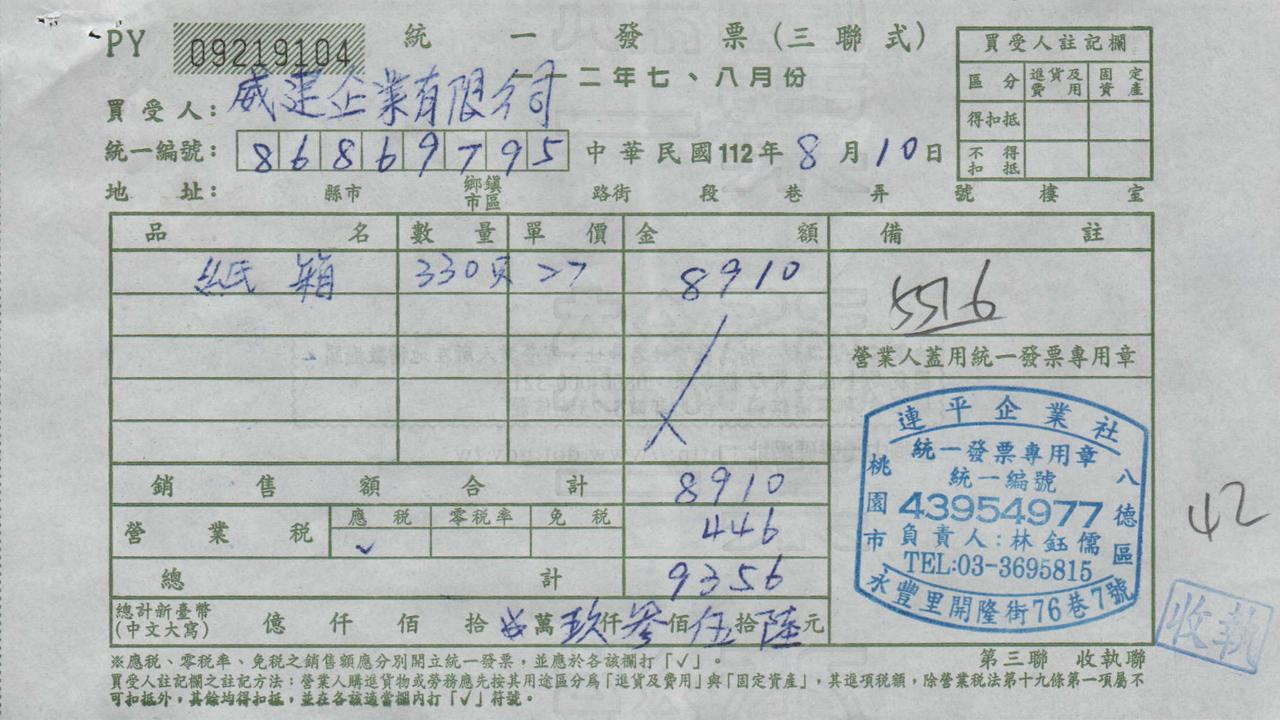 PY 09219104
統一發票(三聯式)
一一二年七、八月份
買受人註記欄
區分 進貨及費用 固定資產
得扣抵
不得扣抵
買受人: 威建企業有限公司
統一編號: 86869795 中華民國112年8月10日
地址: 縣市 鄉鎮市區 路街 段 巷 弄 號 樓 室
品名 數量 單價 金額 備註
紙箱 330 27 8910
5516
營業人蓋用統一發票專用章
銷售額合計 8910
營業稅 應稅 ✓ 零稅率 免稅 446
總計 9356
總計新臺幣
(中文大寫) 億 仟 佰 拾 萬 玖仟 參佰 伍拾 陸元
連平企業社
統一發票專用章
統一編號
43954977
負責人:林鈺儒
TEL:03-3695815
桃園市
八德區
永豐里開隆街76巷7號
42
收執
第三聯 收執聯
※應稅、零稅率、免稅之銷售額應分別開立統一發票,並應於各該欄打「✓」。
買受人註記欄之註記方法:營業人購進貨物或勞務應先按其用途區分為「進貨及費用」與「固定資產」,其進項稅額,除營業稅法第十九條第一項屬不
可扣抵外,其餘均得扣抵,並在各該適當欄內打「✓」符號。